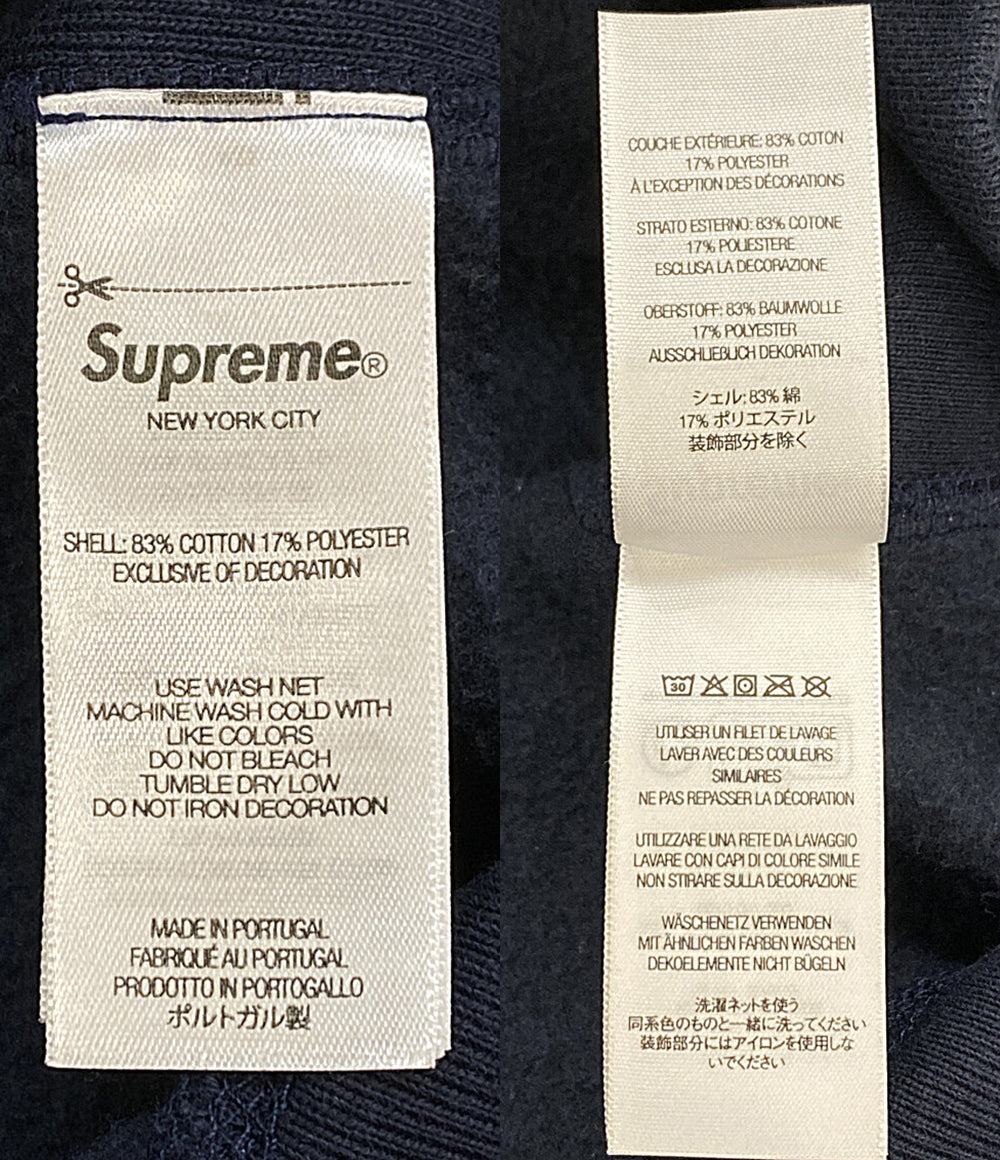 Supreme®
NEW YORK CITY
SHELL: 83% COTTON 17% POLYESTER
EXCLUSIVE OF DECORATION
USE WASH NET
MACHINE WASH COLD WITH
LIKE COLORS
DO NOT BLEACH
TUMBLE DRY LOW
DO NOT IRON DECORATION
MADE IN PORTUGAL
FABRIQUÉ AU PORTUGAL
PRODOTTO IN PORTOGALLO
ポルトガル製
COUCHE EXTÉRIEURE: 83% COTON
17% POLYESTER
À L'EXCEPTION DES DÉCORATIONS
STRATO ESTERNO: 83% COTONE
17% POLIESTERE
ESCLUSA LA DECORAZIONE
OBERSTOFF: 83% BAUMWOLLE
17% POLYESTER
AUSSCHLIEßLICH DEKORATION
シェル: 83% 綿
17% ポリエステル
装飾部分を除く
30
UTILISER UN FILET DE LAVAGE
LAVER AVEC DES COULEURS
SIMILAIRES
NE PAS REPASSER LA DÉCORATION
UTILIZZARE UNA RETE DA LAVAGGIO
LAVARE CON CAPI DI COLORE SIMILE
NON STIRARE SULLA DECORAZIONE
WÄSCHENETZ VERWENDEN
MIT ÄHNLICHEN FARBEN WASCHEN
DEKOELEMENTE NICHT BÜGELN
洗濯ネットを使う
同系色のものと一緒に洗ってください
装飾部分にはアイロンを使用しな
いでください